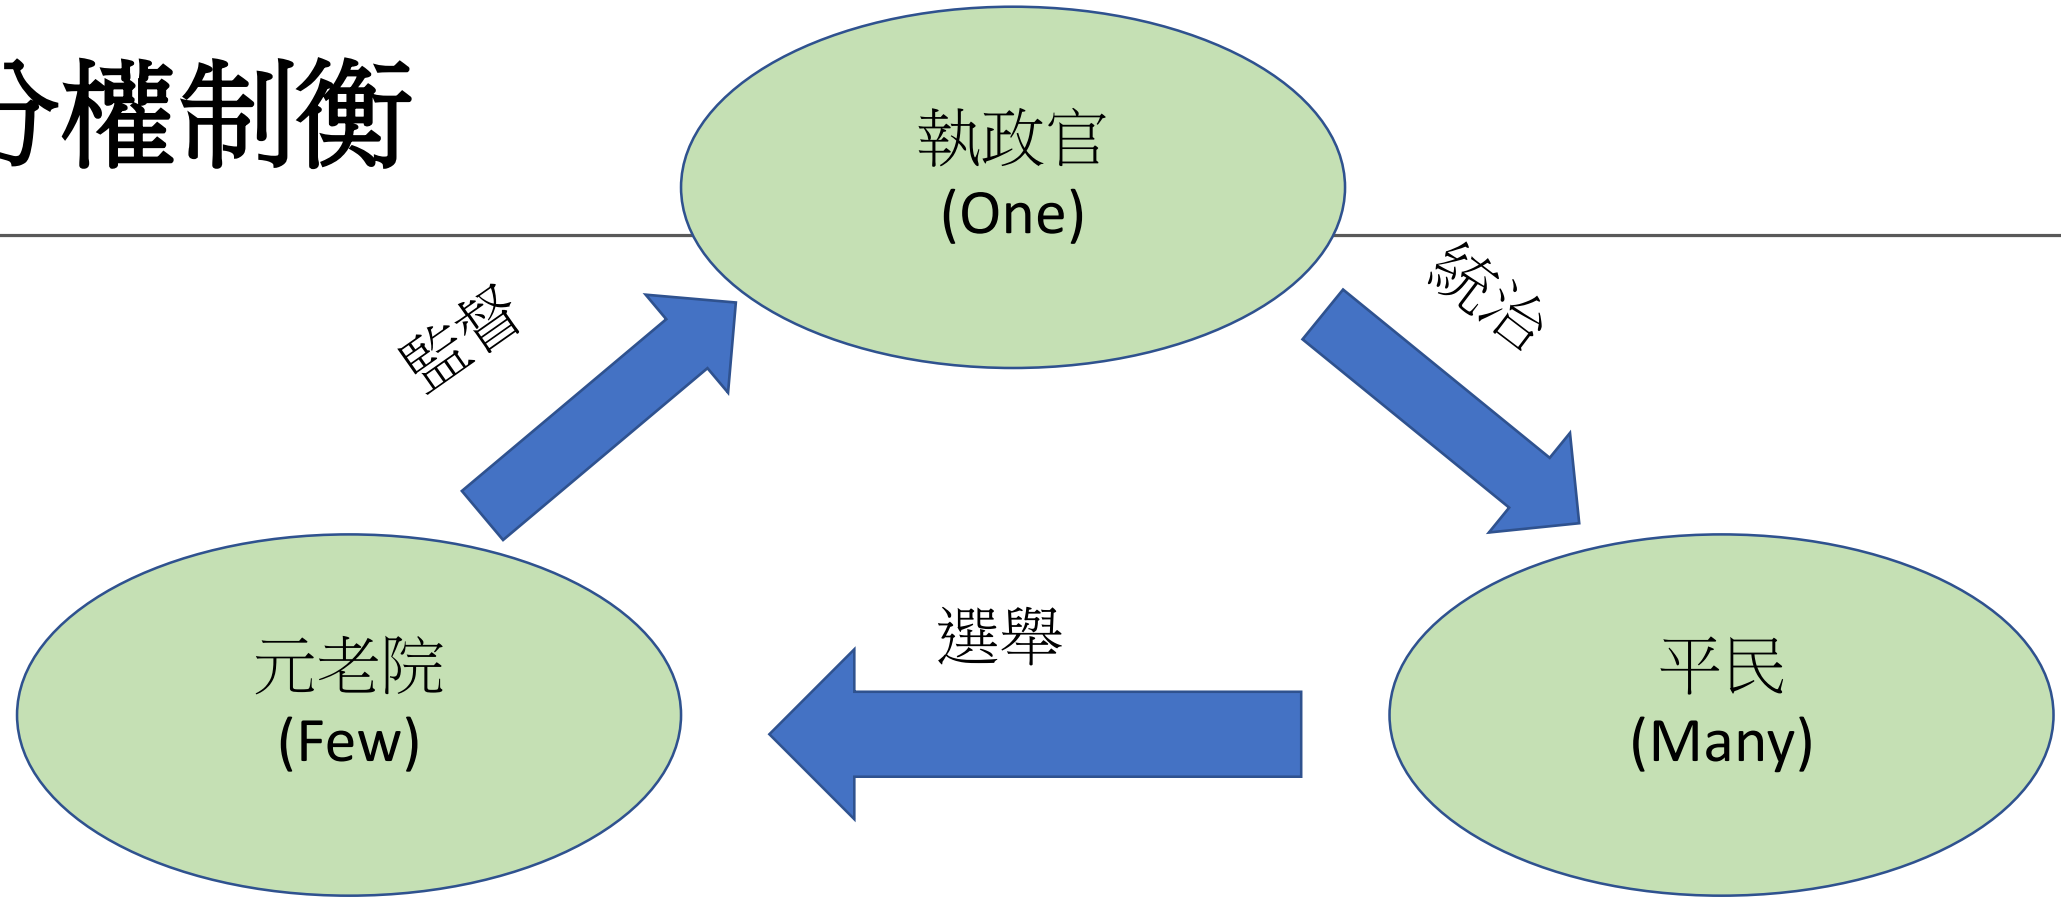 分權制衡
執政官
(One)
監督
統治
選舉
元老院
(Few)
平民
(Many)